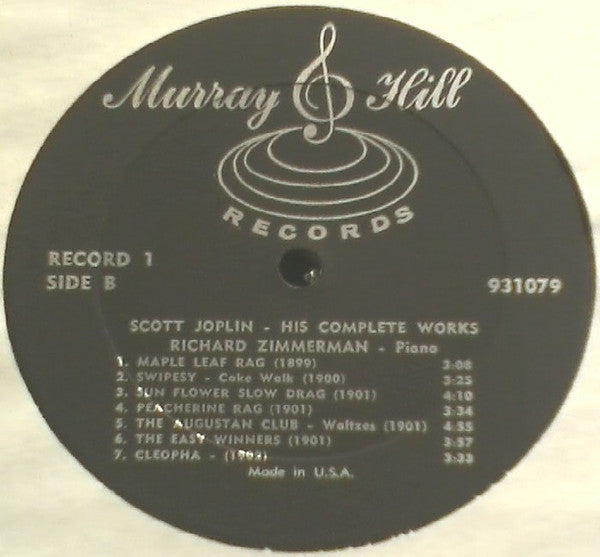 Murray Hill
RECORDS
RECORD 1
SIDE B
931079
SCOTT JOPLIN - HIS COMPLETE WORKS
RICHARD ZIMMERMAN - Piano
1. MAPLE LEAF RAG (1899) 3:08
2. SWIPESY - Cake Walk (1900) 3:25
3. SUN FLOWER SLOW DRAG (1901) 4:10
4. PEACHERINE RAG (1901) 3:34
5. THE AUGUSTAN CLUB - Waltzes (1901) 4:55
6. THE EASY WINNERS (1901) 3:57
7. CLEOPHA - (1902) 3:33
Made in U.S.A.